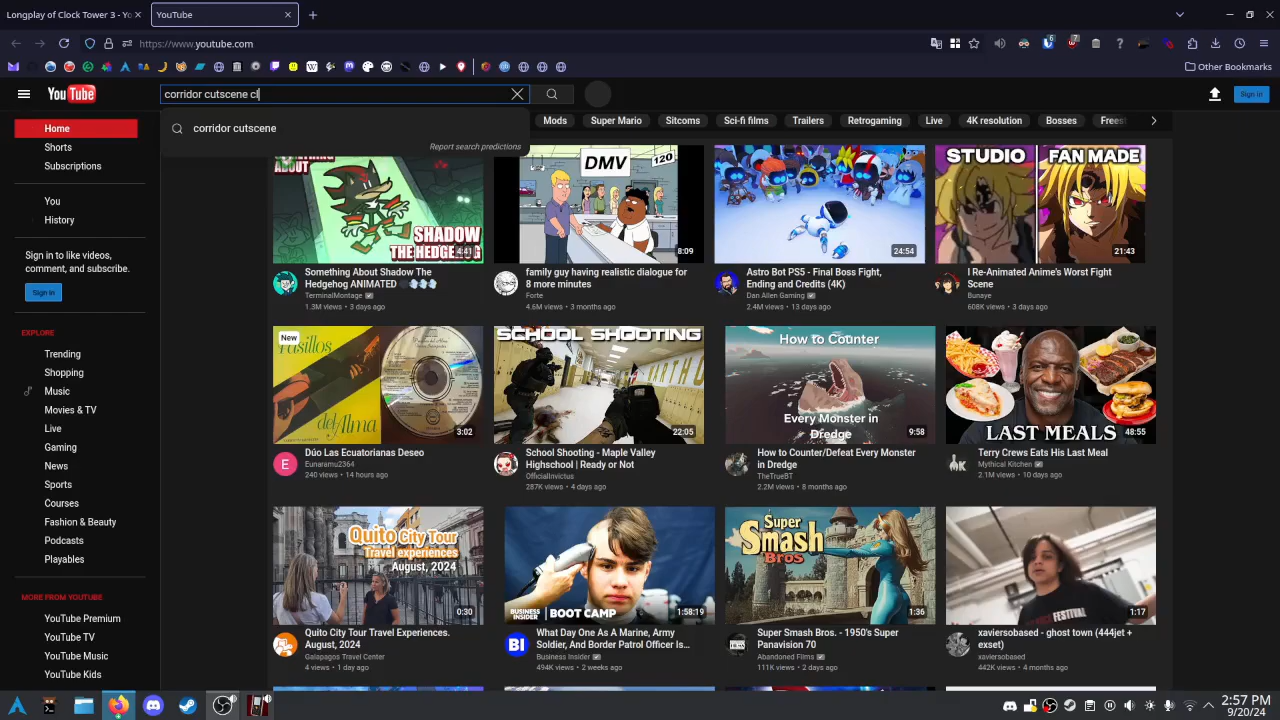 Longplay of Clock Tower 3 - Yo
YouTube
https://www.youtube.com
Other Bookmarks
YouTube
corridor cutscene cl
Sign in
corridor cutscene
Report search predictions
Mods
Super Mario
Sitcoms
Sci-fi films
Trailers
Retrogaming
Live
4K resolution
Bosses
Home
Shorts
Subscriptions
You
History
Sign in to like videos,
comment, and subscribe.
Sign in
EXPLORE
Trending
Shopping
Music
Movies & TV
Live
Gaming
News
Sports
Courses
Fashion & Beauty
Podcasts
Playables
MORE FROM YOUTUBE
YouTube Premium
YouTube TV
YouTube Music
YouTube Kids
ABOUT
SHADOW
THE HEDGEHOG
Something About Shadow The
Hedgehog ANIMATED
TerminalMontage
1.3M views • 3 days ago
DMV
120
8:09
family guy having realistic dialogue for
8 more minutes
Forte
4.6M views • 3 months ago
24:54
Astro Bot PS5 - Final Boss Fight,
Ending and Credits (4K)
Dan Allen Gaming
2.4M views • 13 days ago
STUDIO
FAN MADE
21:43
I Re-Animated Anime's Worst Fight
Scene
Bunaye
608K views • 3 days ago
New
Pasillos
del Alma
3:02
Dúo Las Ecuatorianas Deseo
Eunaramu2364
240 views • 14 hours ago
SCHOOL SHOOTING
22:05
School Shooting - Maple Valley
Highschool | Ready or Not
OfficialInvictus
287K views • 4 days ago
How to Counter
Every Monster in
Dredge
9:58
How to Counter/Defeat Every Monster
in Dredge
TheTrueBT
2.2M views • 8 months ago
LAST MEALS
48:55
Terry Crews Eats His Last Meal
Mythical Kitchen
2.1M views • 10 days ago
Quito City Tour
Travel experiences
August, 2024
0:30
Quito City Tour Travel Experiences.
August, 2024
Galapagos Travel Center
4 views • 1 day ago
BUSINESS
INSIDER
BOOT CAMP
1:58:19
BI
What Day One As A Marine, Army
Soldier, And Border Patrol Officer Is...
Business Insider
494K views • 2 weeks ago
Super
Smash
Bros
1:36
Super Smash Bros. - 1950's Super
Panavision 70
Abandoned Films
111K views • 2 days ago
1:17
xaviersobased - ghost town (444jet +
exset)
xaviersobased
442K views • 4 months ago
2:57 PM
9/20/24